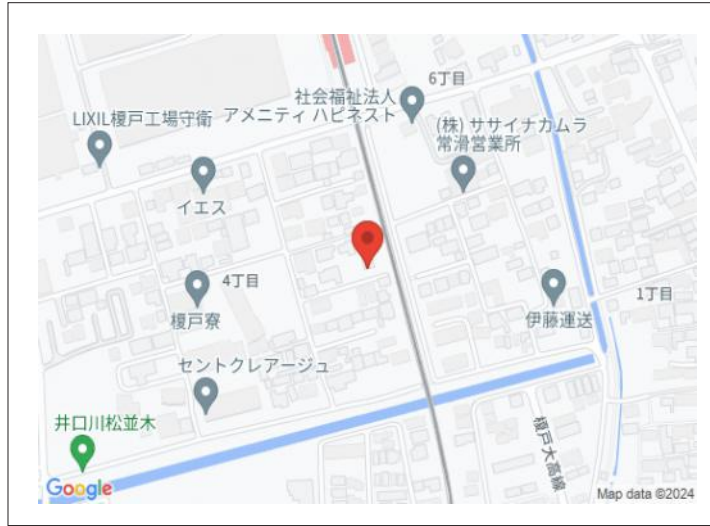 6丁目
社会福祉法人
アメニティ ハピネスト
LIXIL榎戸工場守衛
(株) ササイナカムラ
常滑営業所
イエス
4丁目
榎戸寮
1丁目
伊藤運送
セントクレアージュ
井口川松並木
榎戸大高線
Google
Map data ©2024